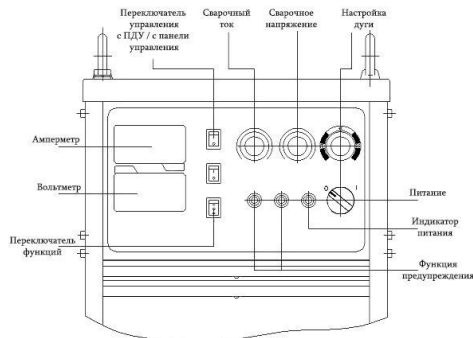 Переключатель
управления
с ПДУ / с панели
управления
Сварочный
ток
Сварочное
напряжение
Настройка
дуги
Амперметр
Вольтметр
Переключатель
функций
Питание
Индикатор
питания
Функция
предупреждения